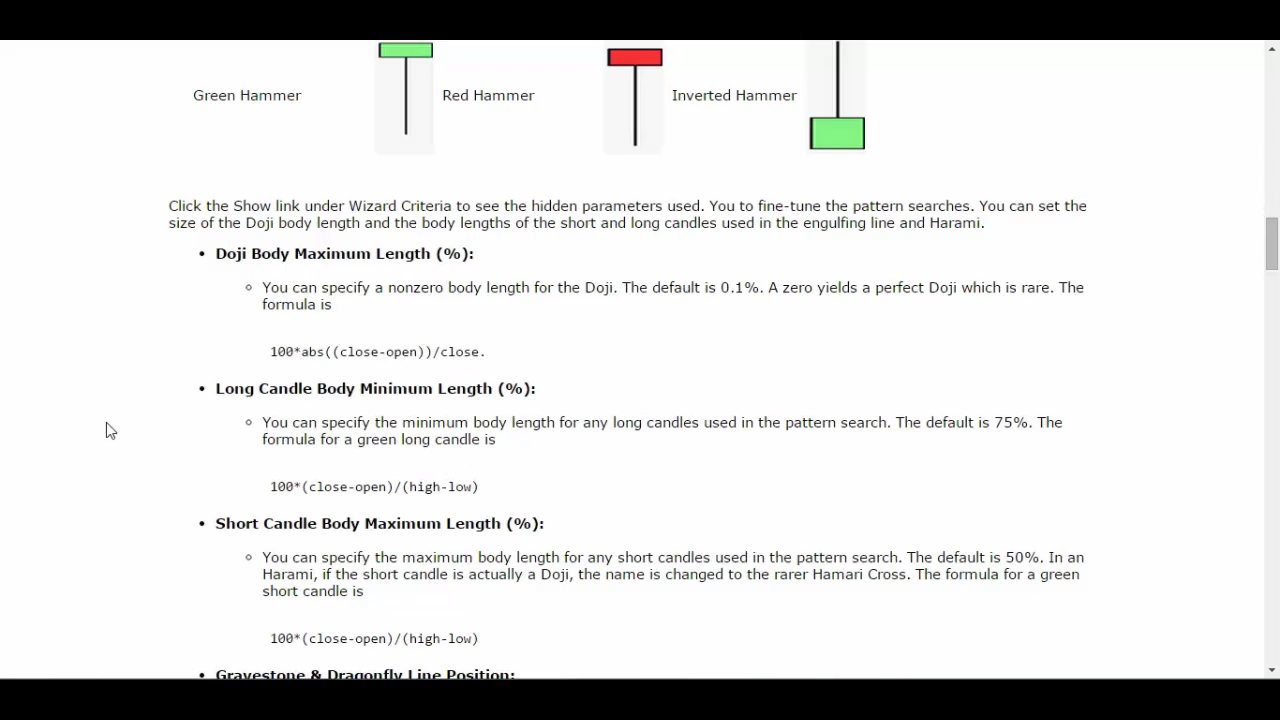 Green Hammer Red Hammer Inverted Hammer
Click the Show link under Wizard Criteria to see the hidden parameters used. You to fine-tune the pattern searches. You can set the
size of the Doji body length and the body lengths of the short and long candles used in the engulfing line and Harami.
• Doji Body Maximum Length (%):
◦ You can specify a nonzero body length for the Doji. The default is 0.1%. A zero yields a perfect Doji which is rare. The
formula is
100*abs((close-open))/close.
• Long Candle Body Minimum Length (%):
◦ You can specify the minimum body length for any long candles used in the pattern search. The default is 75%. The
formula for a green long candle is
100*(close-open)/(high-low)
• Short Candle Body Maximum Length (%):
◦ You can specify the maximum body length for any short candles used in the pattern search. The default is 50%. In an
Harami, if the short candle is actually a Doji, the name is changed to the rarer Hamari Cross. The formula for a green
short candle is
100*(close-open)/(high-low)
• Gravestone & Dragonfly Line Position: